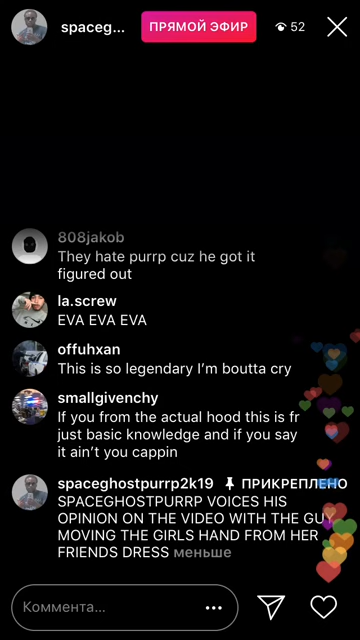 spaceg...
ПРЯМОЙ ЭФИР
52
808jakob
They hate purrp cuz he got it
figured out
la.screw
EVA EVA EVA
offuhxan
This is so legendary I’m boutta cry
smallgivenchy
If you from the actual hood this is fr
just basic knowledge and if you say
it ain’t you cappin
spaceghostpurrp2k19 ПРИКРЕПЛЕНО
SPACEGHOSTPURRP VOICES HIS
OPINION ON THE VIDEO WITH THE GUY
MOVING THE GIRLS HAND FROM HER
FRIENDS DRESS меньше
Коммента...